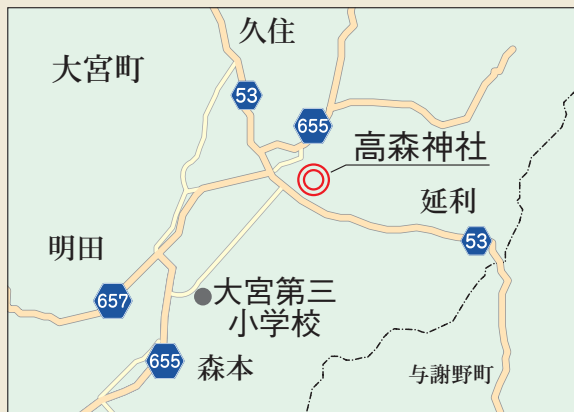 久住
大宮町
53
655
高森神社
延利
53
明田
657
大宮第三
小学校
655
森本
与謝野町